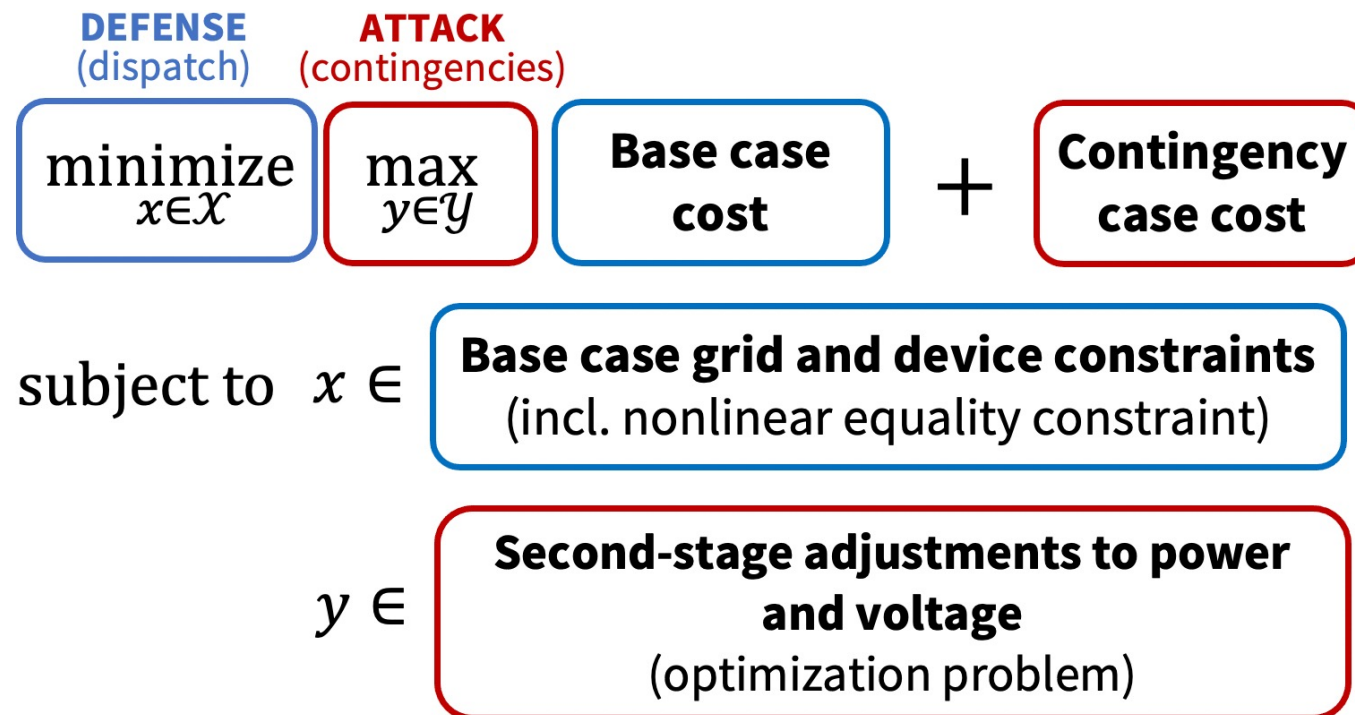 DEFENSE
(dispatch)
ATTACK
(contingencies)
minimize
x∈𝒳
max
y∈𝒴
Base case
cost
+
Contingency
case cost
subject to x ∈
Base case grid and device constraints
(incl. nonlinear equality constraint)
y ∈
Second-stage adjustments to power
and voltage
(optimization problem)